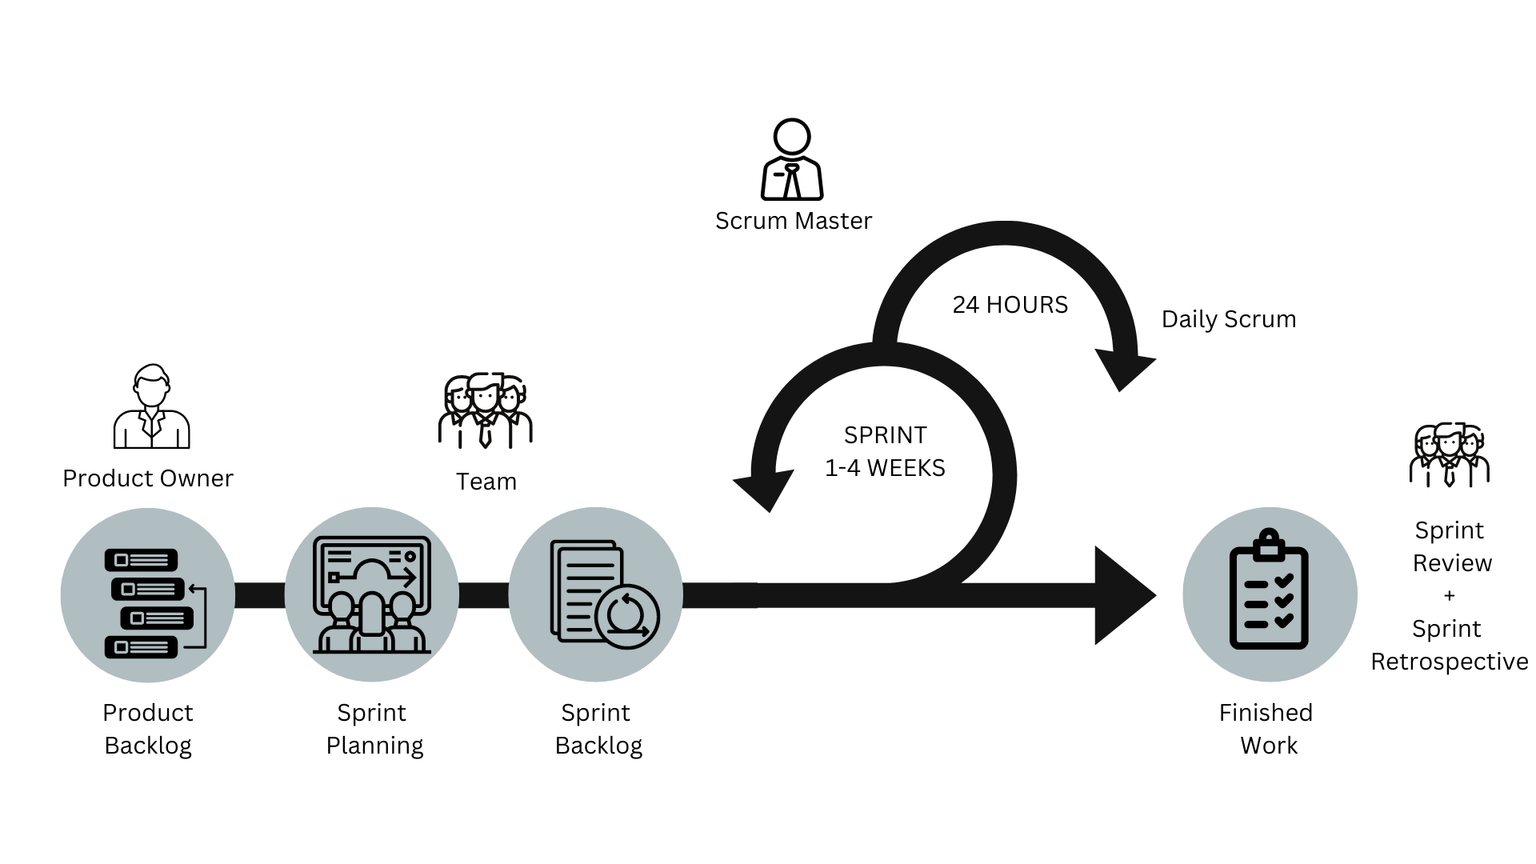 Scrum Master
24 HOURS
Daily Scrum
SPRINT
1-4 WEEKS
Product Owner
Team
Sprint
Review
+
Sprint
Retrospective
Product
Backlog
Sprint
Planning
Sprint
Backlog
Finished
Work